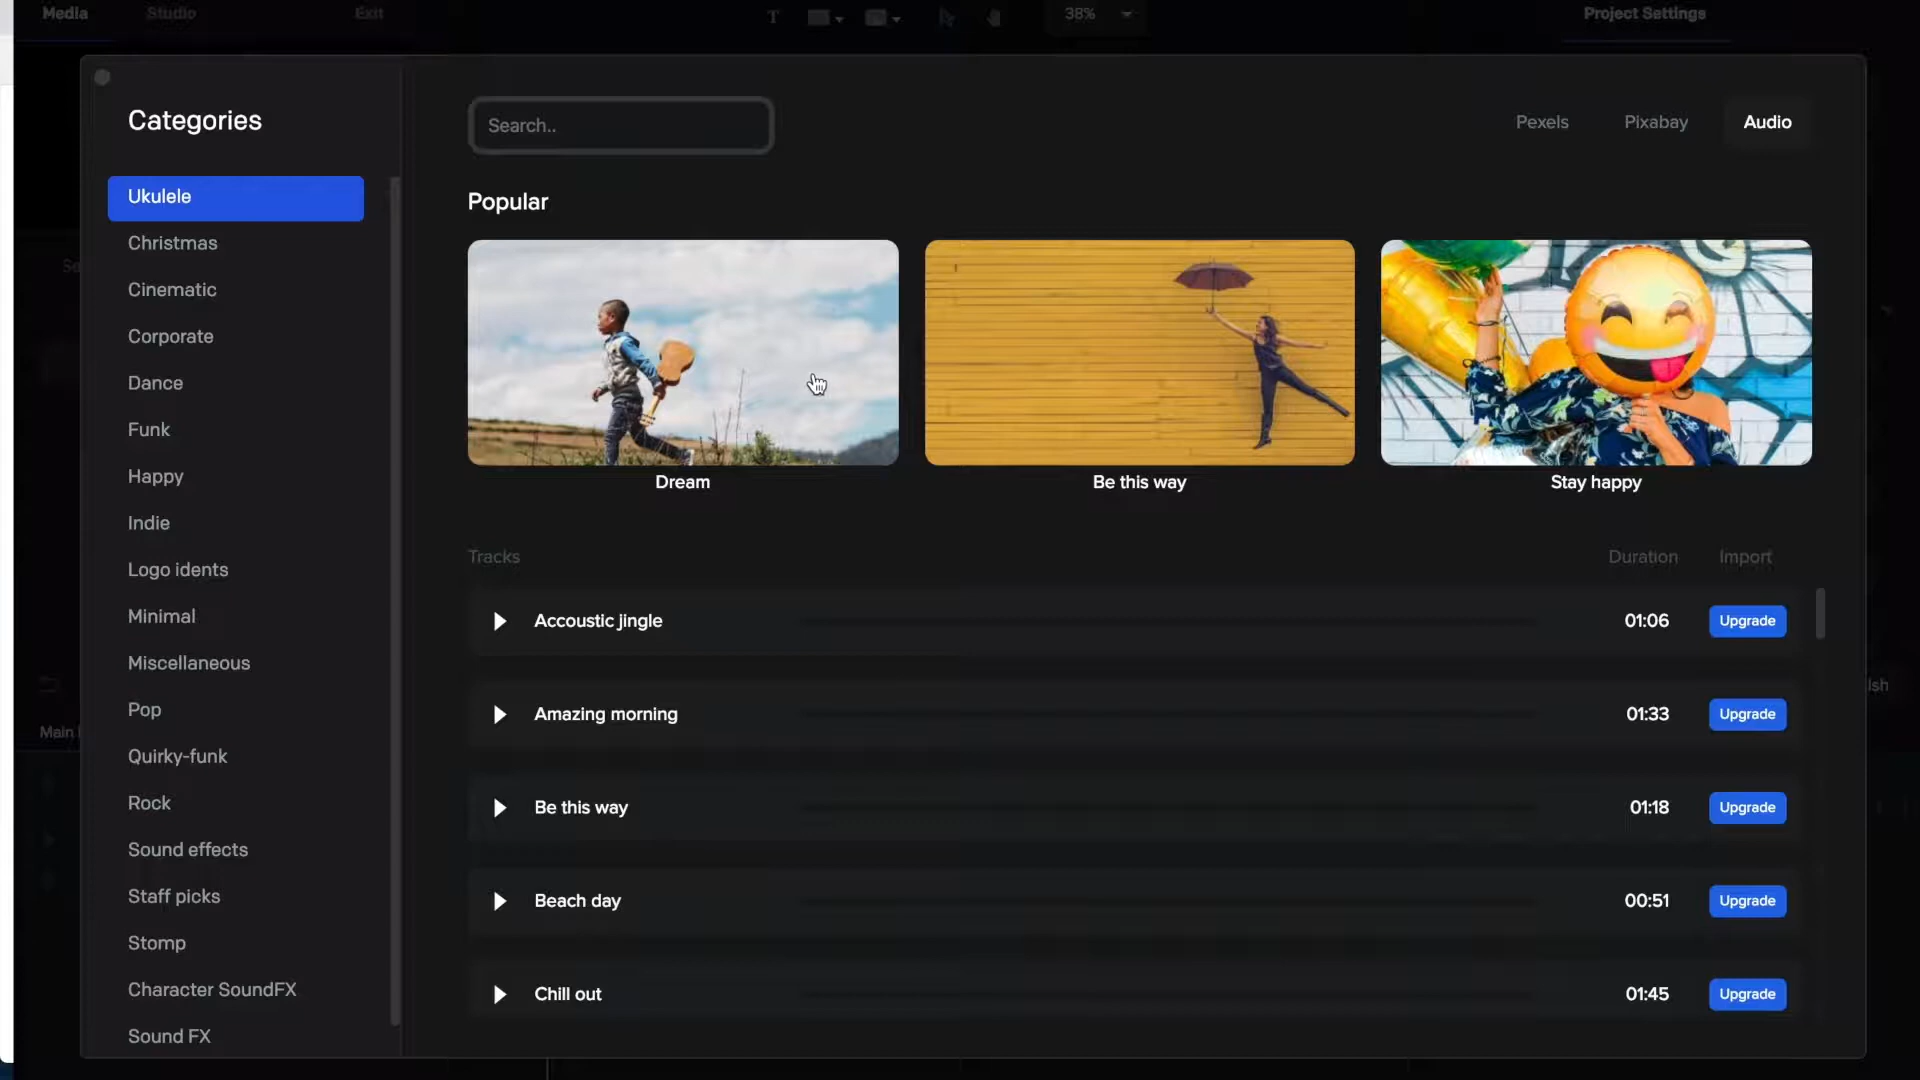 Media
Studio
Exit
T
38%
Project Settings
Categories
Search..
Pexels
Pixabay
Audio
Ukulele
Christmas
Cinematic
Corporate
Dance
Funk
Happy
Indie
Logo idents
Minimal
Miscellaneous
Pop
Quirky-funk
Rock
Sound effects
Staff picks
Stomp
Character SoundFX
Sound FX
Popular
Dream
Be this way
Stay happy
Tracks Duration Import
Accoustic jingle 01:06 Upgrade
Amazing morning 01:33 Upgrade
Be this way 01:18 Upgrade
Beach day 00:51 Upgrade
Chill out 01:45 Upgrade
Main